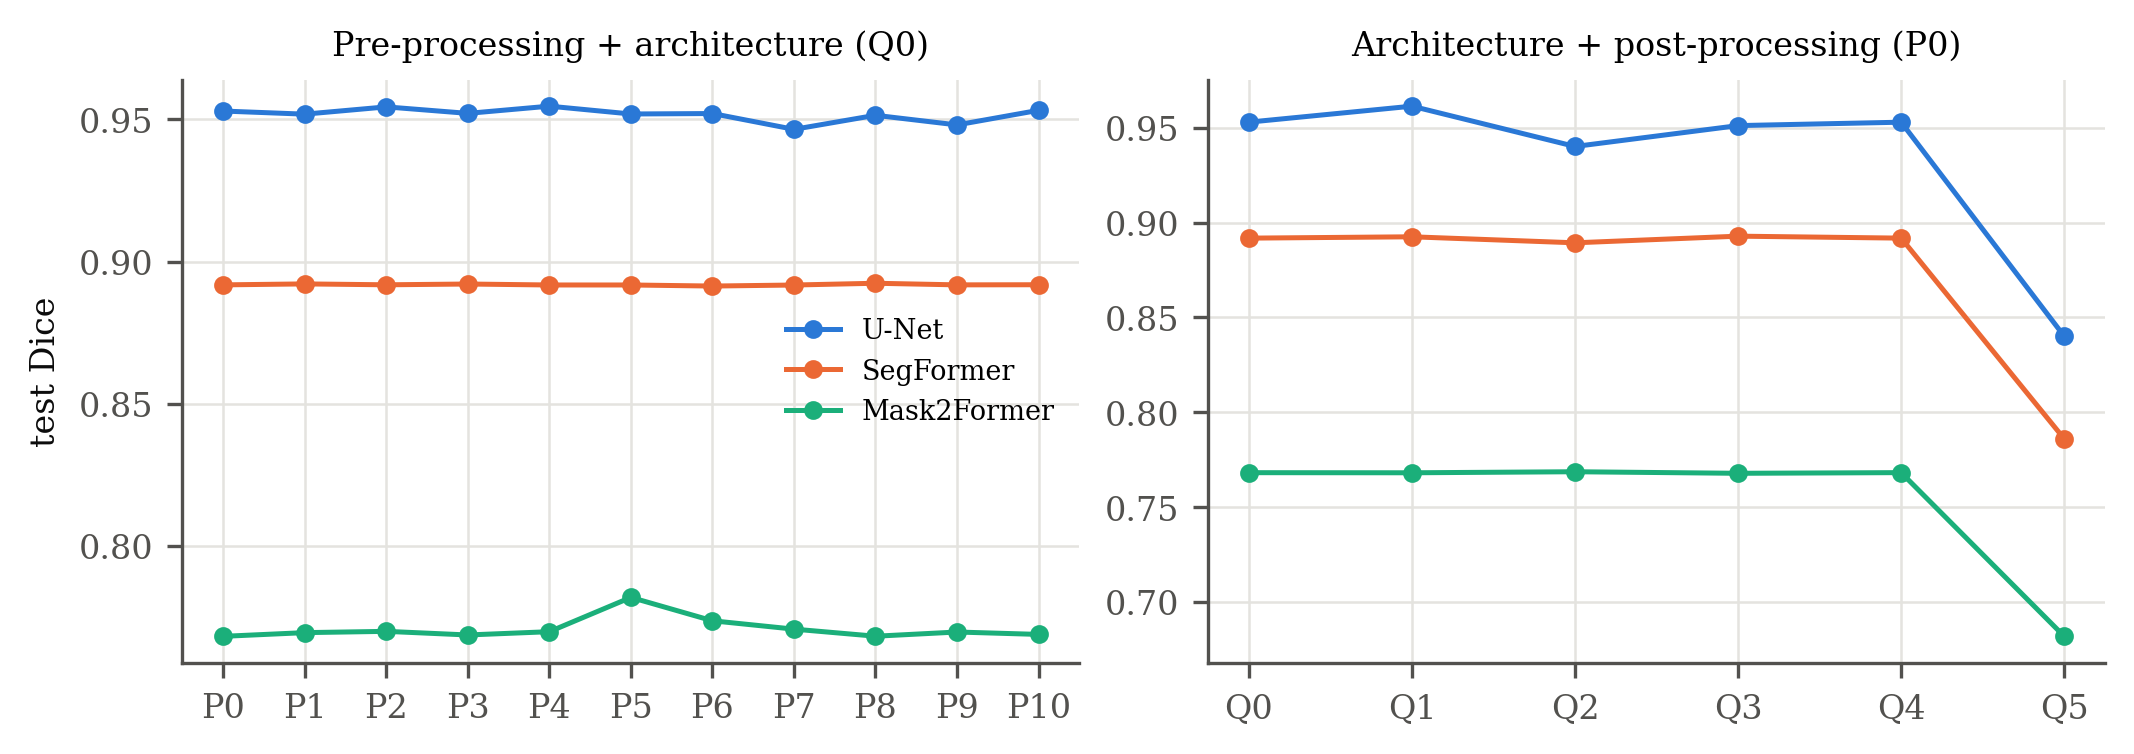 Pre-processing + architecture (Q0)
test Dice
0.95
0.90
0.85
0.80
U-Net
SegFormer
Mask2Former
P0 P1 P2 P3 P4 P5 P6 P7 P8 P9 P10
Architecture + post-processing (P0)
0.95
0.90
0.85
0.80
0.75
0.70
Q0 Q1 Q2 Q3 Q4 Q5